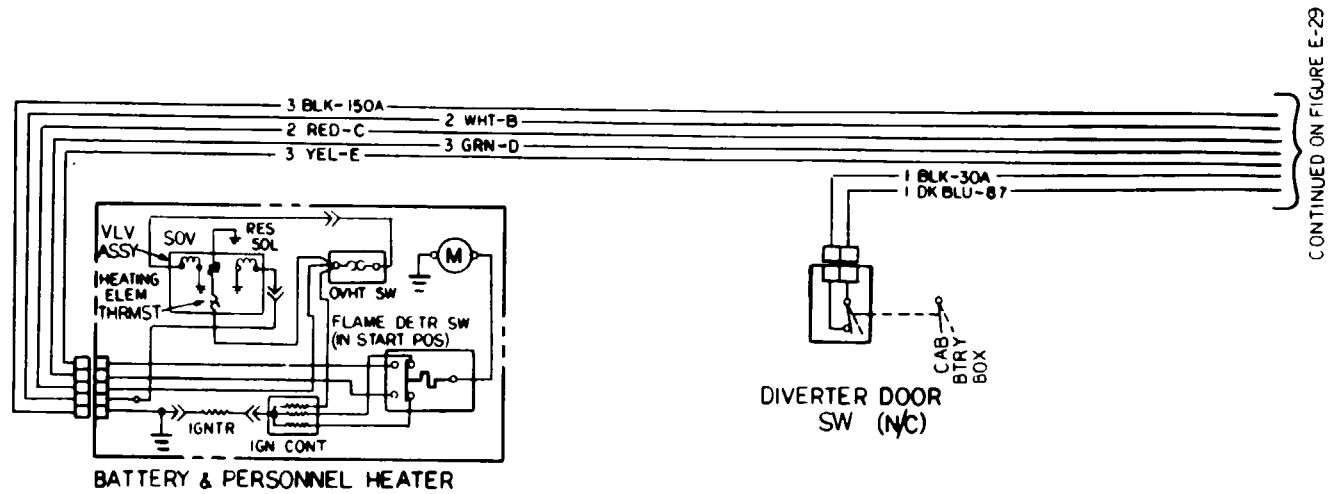 CONTINUED ON FIGURE E-29
3 BLK-150A
2 WHT-B
2 RED-C
3 GRN-D
3 YEL-E
1 BLK-30A
1 DK BLU-87
VLV
ASSY
SOV
RES
SOL
HEATING
ELEM
THRMST
OVHT SW
M
FLAME DETR SW
(IN START POS)
IGNTR
IGN CONT
BATTERY & PERSONNEL HEATER
CAB
BTRY
BOX
DIVERTER DOOR
SW (N/C)